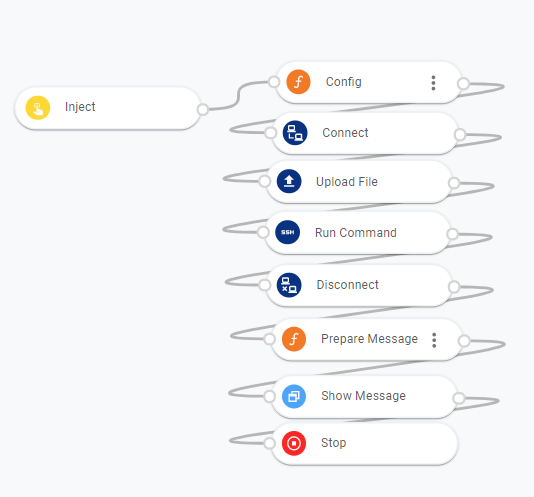 Inject
Config
Connect
Upload File
SSH
Run Command
Disconnect
Prepare Message
Show Message
Stop